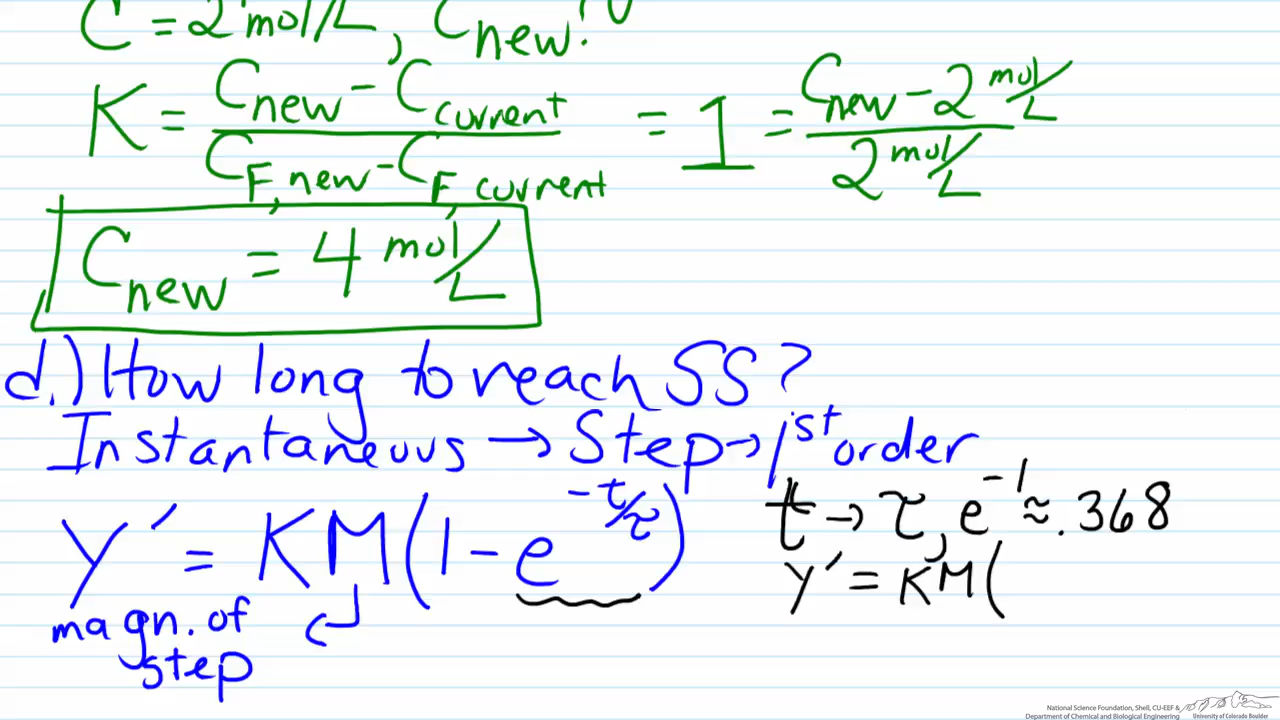 C = 2 mol/L, Cnew?
K = Cnew - Ccurrent / CF,new - CF,current = 1 = Cnew - 2 mol/L / 2 mol/L
Cnew = 4 mol/L
d.) How long to reach SS?
Instantaneous → Step → 1st order
Y' = KM(1 - e^-t/τ)
magn. of
step
t → τ, e^-1 ≈ .368
Y' = KM(
National Science Foundation, Shell, CU-EEF &
Department of Chemical and Biological Engineering
University of Colorado Boulder